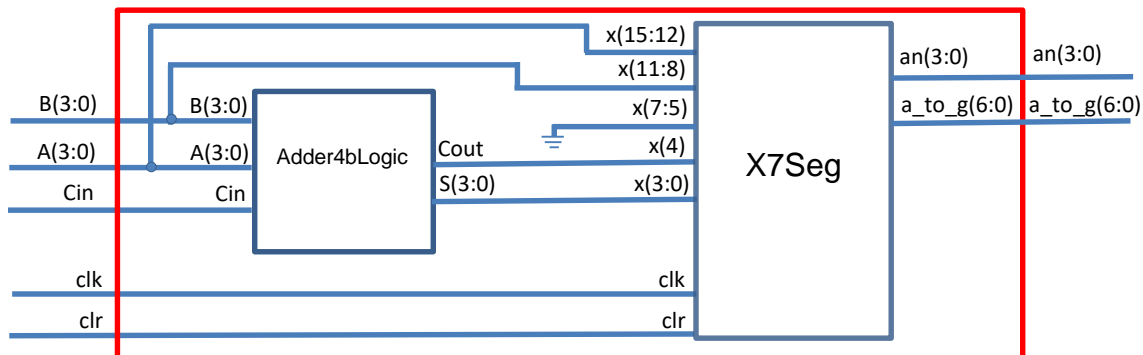 x(15:12)
an(3:0) an(3:0)
x(11:8)
B(3:0) B(3:0) x(7:5) a_to_g(6:0) a_to_g(6:0)
A(3:0) A(3:0) Adder4bLogic Cout x(4) X7Seg
Cin Cin S(3:0) x(3:0)
clk clk
clr clr